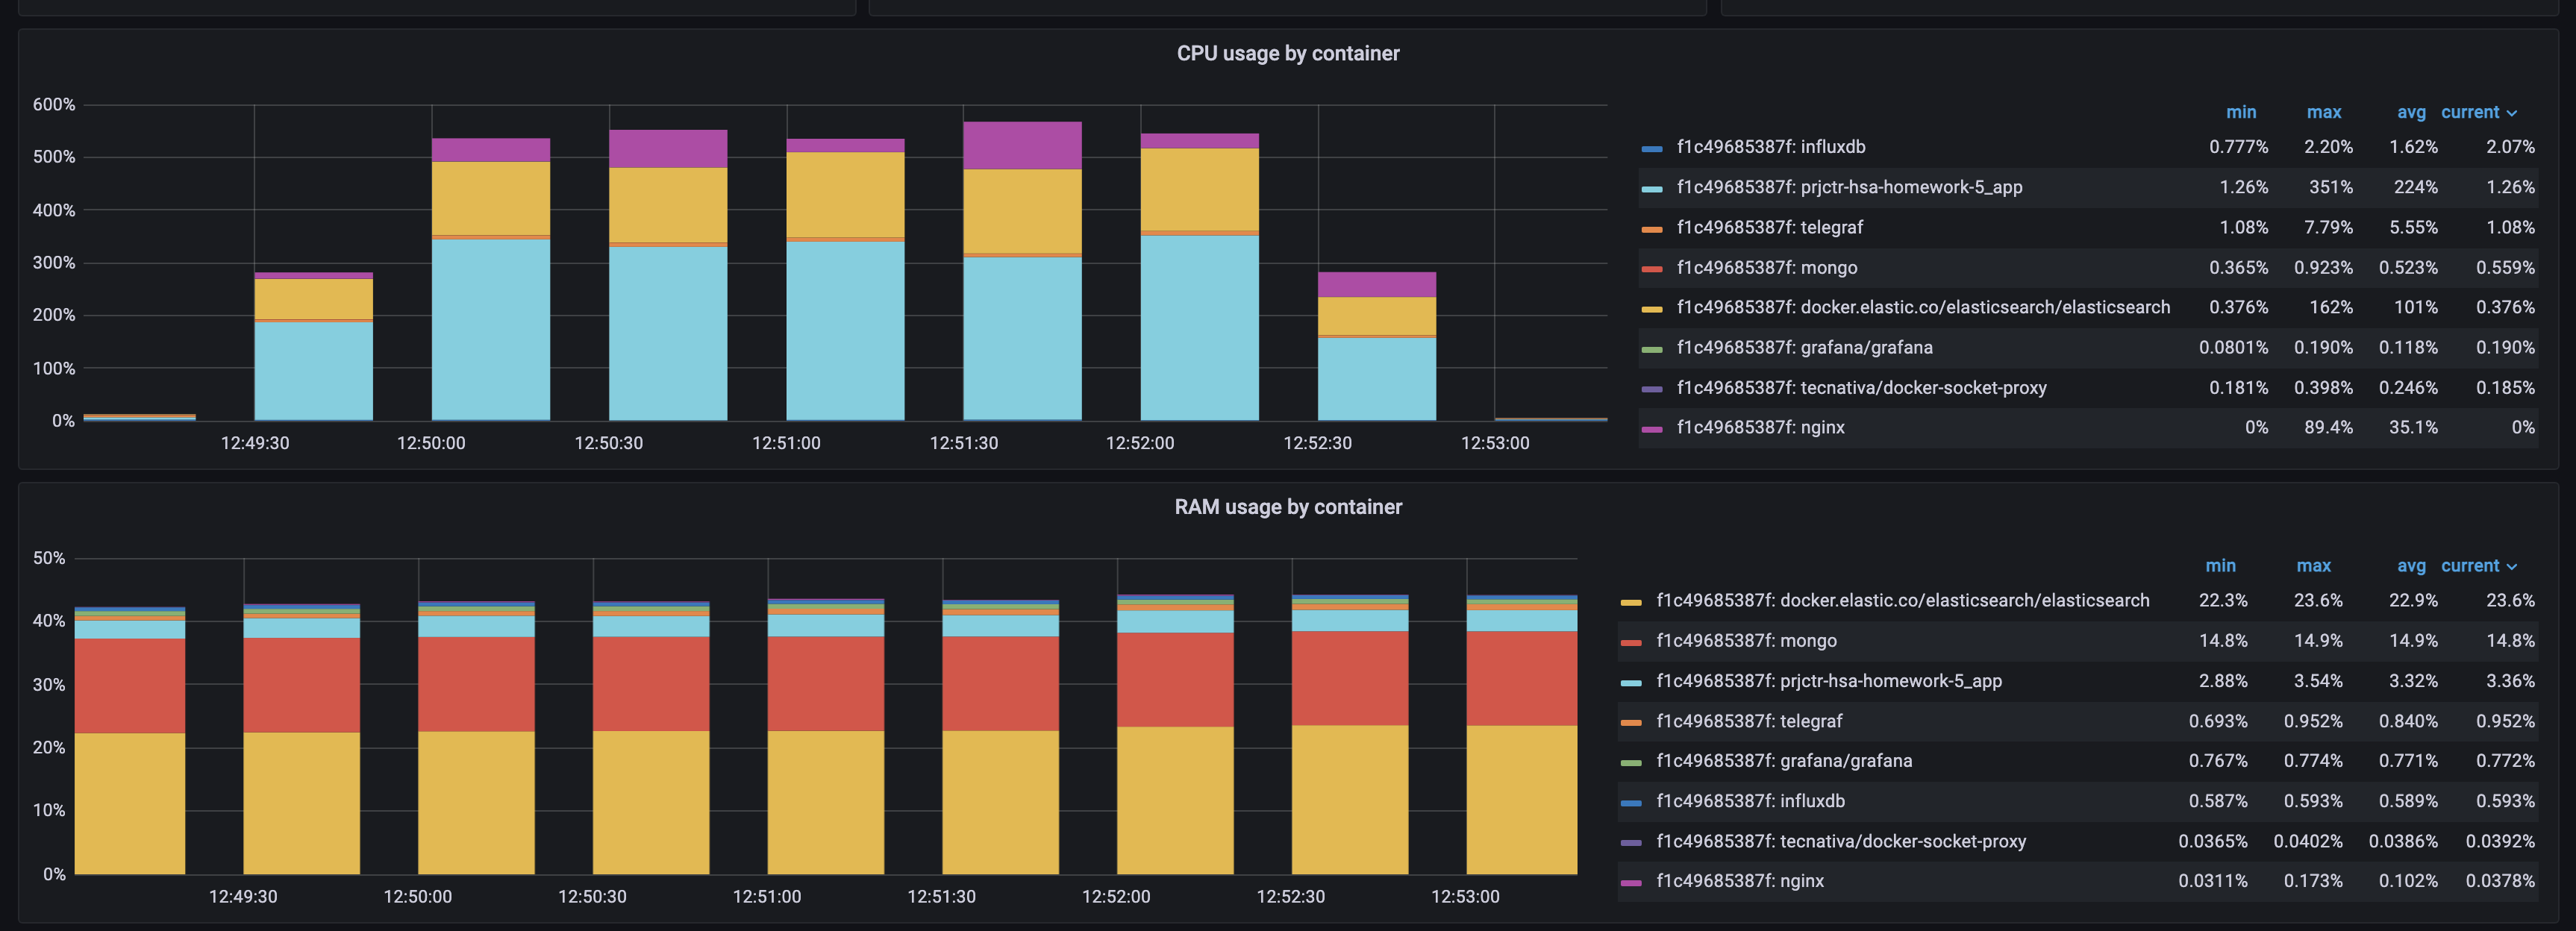 CPU usage by container
600%
500%
400%
300%
200%
100%
0%
12:49:30 12:50:00 12:50:30 12:51:00 12:51:30 12:52:00 12:52:30 12:53:00
min max avg current
f1c49685387f: influxdb 0.777% 2.20% 1.62% 2.07%
f1c49685387f: prjctr-hsa-homework-5_app 1.26% 351% 224% 1.26%
f1c49685387f: telegraf 1.08% 7.79% 5.55% 1.08%
f1c49685387f: mongo 0.365% 0.923% 0.523% 0.559%
f1c49685387f: docker.elastic.co/elasticsearch/elasticsearch 0.376% 162% 101% 0.376%
f1c49685387f: grafana/grafana 0.0801% 0.190% 0.118% 0.190%
f1c49685387f: tecnativa/docker-socket-proxy 0.181% 0.398% 0.246% 0.185%
f1c49685387f: nginx 0% 89.4% 35.1% 0%
RAM usage by container
50%
40%
30%
20%
10%
0%
12:49:30 12:50:00 12:50:30 12:51:00 12:51:30 12:52:00 12:52:30 12:53:00
min max avg current
f1c49685387f: docker.elastic.co/elasticsearch/elasticsearch 22.3% 23.6% 22.9% 23.6%
f1c49685387f: mongo 14.8% 14.9% 14.9% 14.8%
f1c49685387f: prjctr-hsa-homework-5_app 2.88% 3.54% 3.32% 3.36%
f1c49685387f: telegraf 0.693% 0.952% 0.840% 0.952%
f1c49685387f: grafana/grafana 0.767% 0.774% 0.771% 0.772%
f1c49685387f: influxdb 0.587% 0.593% 0.589% 0.593%
f1c49685387f: tecnativa/docker-socket-proxy 0.0365% 0.0402% 0.0386% 0.0392%
f1c49685387f: nginx 0.0311% 0.173% 0.102% 0.0378%